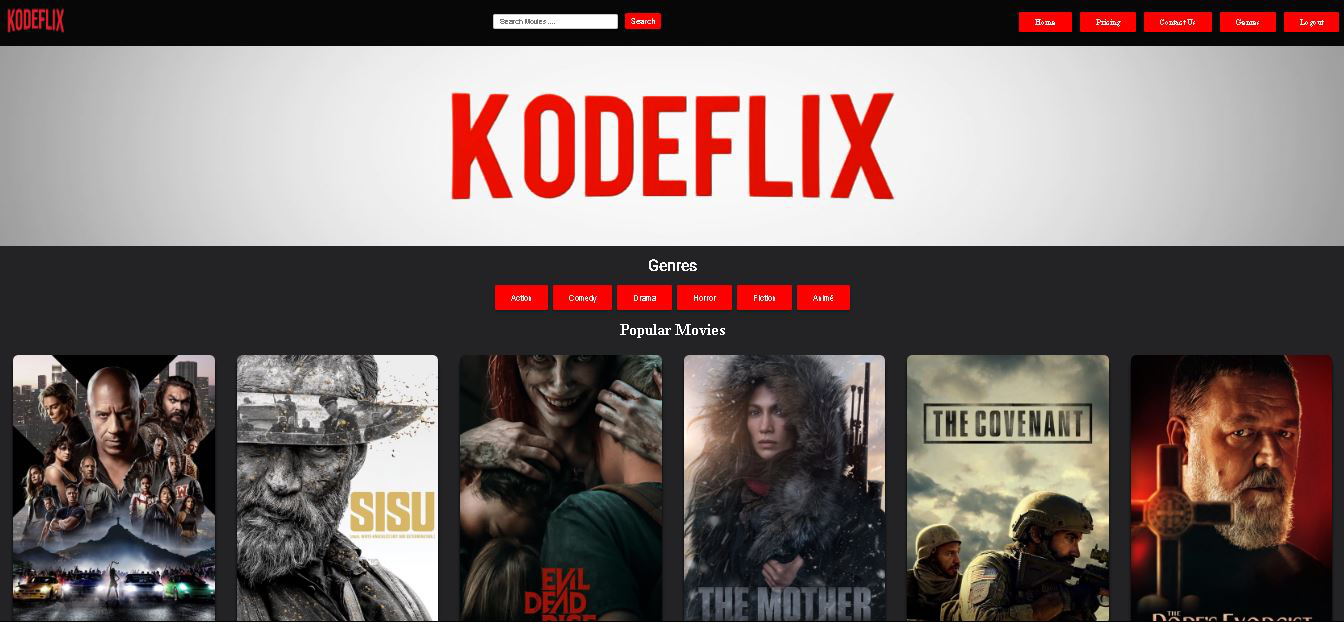 KODEFLIX
Search Movies ....
Search
Home
Pricing
Contact Us
Genres
Logout
KODEFLIX
Genres
Action
Comedy
Drama
Horror
Fiction
Animé
Popular Movies
SISU
EVIL
DEAD
RISE
THE MOTHER
THE COVENANT
THE
POPE'S EXORCIST